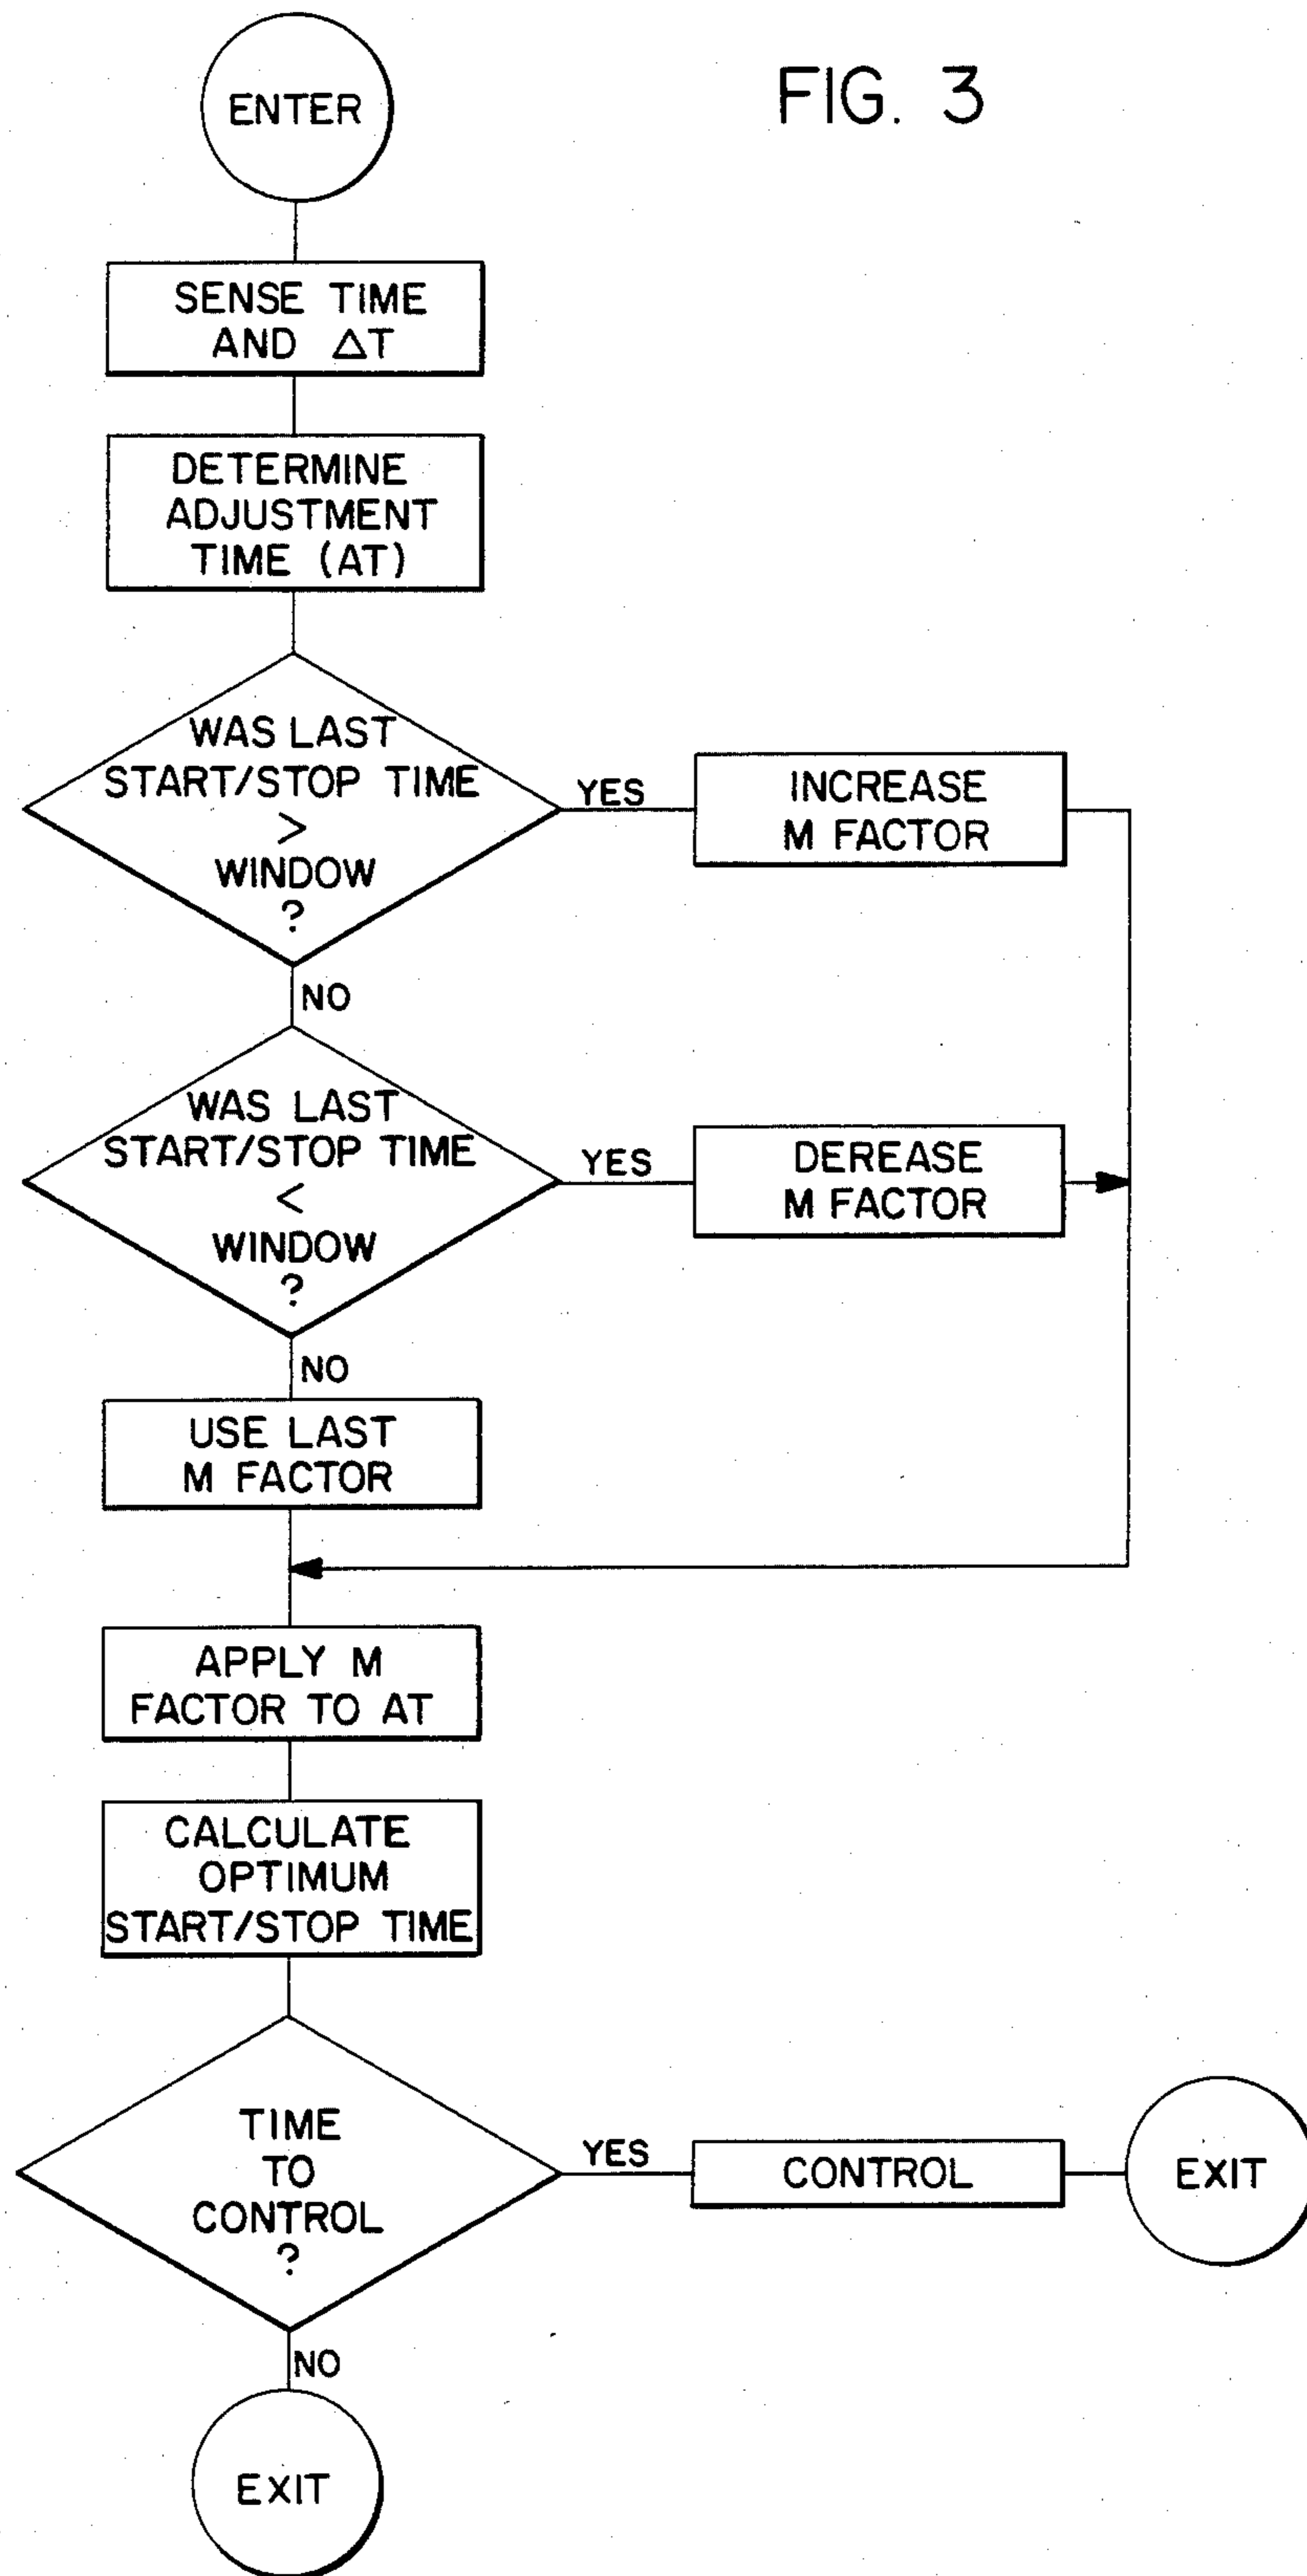 FIG. 3
ENTER
SENSE TIME
AND ΔT
DETERMINE
ADJUSTMENT
TIME (AT)
WAS LAST
START/STOP TIME
>
WINDOW
?
YES
INCREASE
M FACTOR
NO
WAS LAST
START/STOP TIME
<
WINDOW
?
YES
DEREASE
M FACTOR
NO
USE LAST
M FACTOR
APPLY M
FACTOR TO AT
CALCULATE
OPTIMUM
START/STOP TIME
TIME
TO
CONTROL
?
YES
CONTROL
EXIT
NO
EXIT